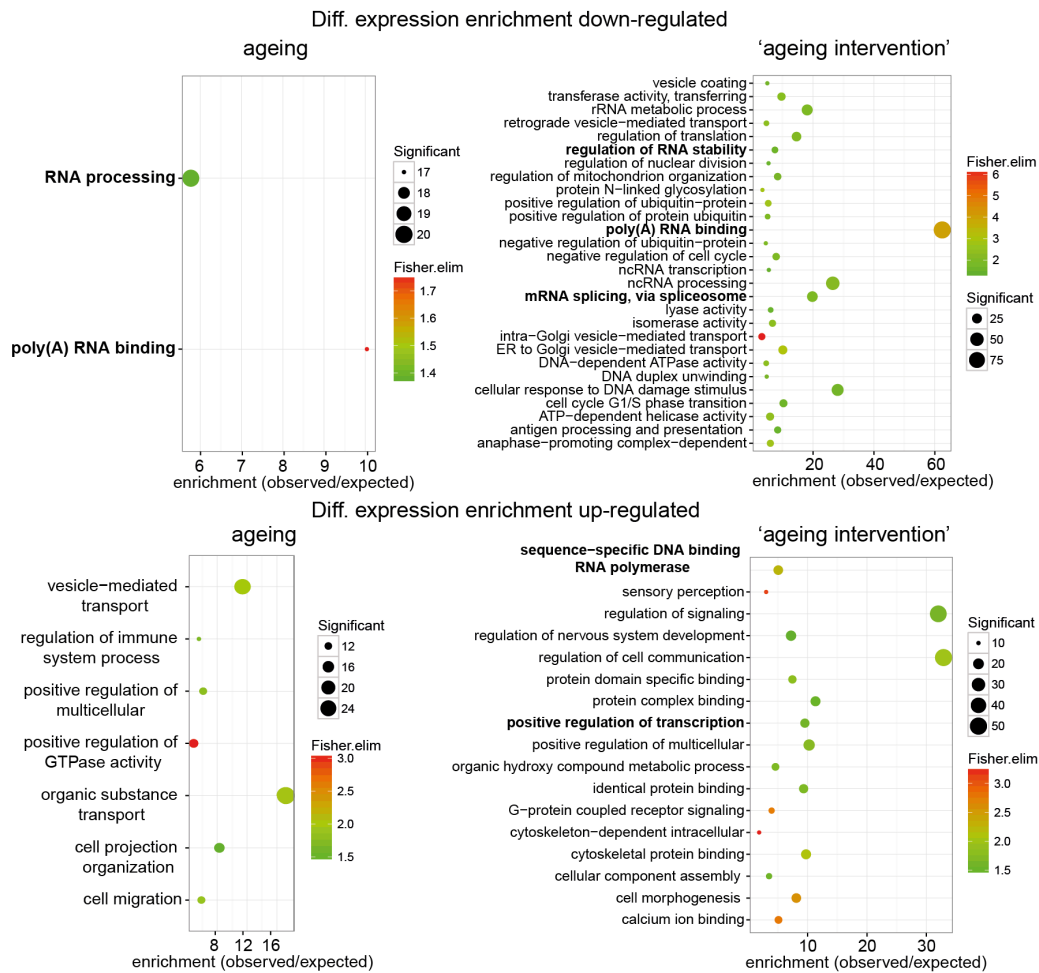 Diff. expression enrichment down-regulated
ageing
RNA processing
poly(A) RNA binding
6 7 8 9 10
enrichment (observed/expected)
Significant
17
18
19
20
Fisher.elim
1.7
1.6
1.5
1.4
‘ageing intervention’
vesicle coating
transferase activity, transferring
rRNA metabolic process
retrograde vesicle−mediated transport
regulation of translation
regulation of RNA stability
regulation of nuclear division
regulation of mitochondrion organization
protein N−linked glycosylation
positive regulation of ubiquitin−protein
positive regulation of protein ubiquitin
poly(A) RNA binding
negative regulation of ubiquitin−protein
negative regulation of cell cycle
ncRNA transcription
ncRNA processing
mRNA splicing, via spliceosome
lyase activity
isomerase activity
intra−Golgi vesicle−mediated transport
ER to Golgi vesicle−mediated transport
DNA−dependent ATPase activity
DNA duplex unwinding
cellular response to DNA damage stimulus
cell cycle G1/S phase transition
ATP−dependent helicase activity
antigen processing and presentation
anaphase−promoting complex−dependent
20 40 60
enrichment (observed/expected)
Fisher.elim
6
5
4
3
2
Significant
25
50
75
Diff. expression enrichment up-regulated
ageing
vesicle−mediated
transport
regulation of immune
system process
positive regulation of
multicellular
positive regulation of
GTPase activity
organic substance
transport
cell projection
organization
cell migration
8 12 16
enrichment (observed/expected)
Significant
12
16
20
24
Fisher.elim
3.0
2.5
2.0
1.5
‘ageing intervention’
sequence−specific DNA binding
RNA polymerase
sensory perception
regulation of signaling
regulation of nervous system development
regulation of cell communication
protein domain specific binding
protein complex binding
positive regulation of transcription
positive regulation of multicellular
organic hydroxy compound metabolic process
identical protein binding
G−protein coupled receptor signaling
cytoskeleton−dependent intracellular
cytoskeletal protein binding
cellular component assembly
cell morphogenesis
calcium ion binding
10 20 30
enrichment (observed/expected)
Significant
10
20
30
40
50
Fisher.elim
3.0
2.5
2.0
1.5